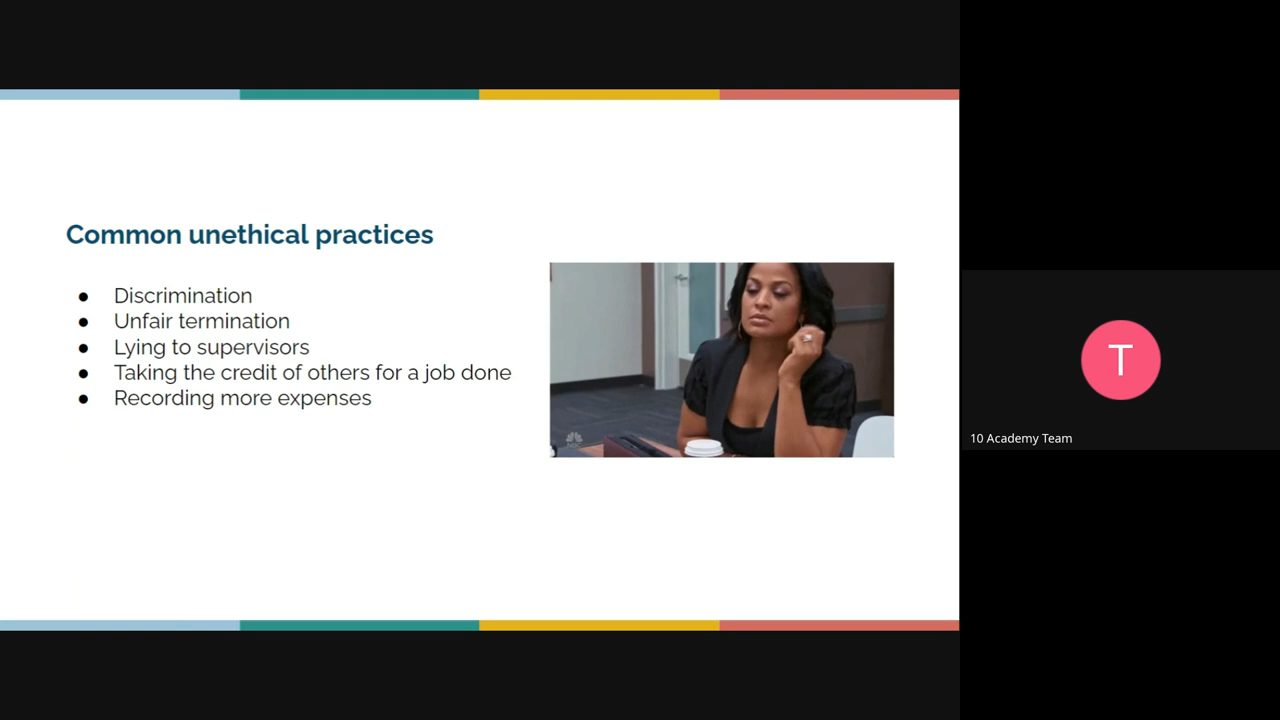 Common unethical practices
● Discrimination
● Unfair termination
● Lying to supervisors
● Taking the credit of others for a job done
● Recording more expenses
NBC
T
10 Academy Team